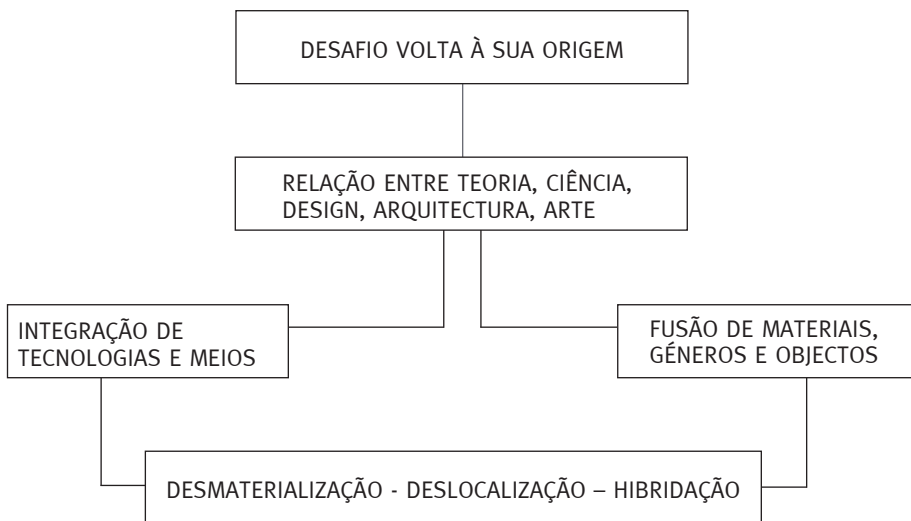 DESAFIO VOLTA À SUA ORIGEM
RELAÇÃO ENTRE TEORIA, CIÊNCIA,
DESIGN, ARQUITECTURA, ARTE
INTEGRAÇÃO DE
TECNOLOGIAS E MEIOS
FUSÃO DE MATERIAIS,
GÉNEROS E OBJECTOS
DESMATERIALIZAÇÃO - DESLOCALIZAÇÃO – HIBRIDAÇÃO